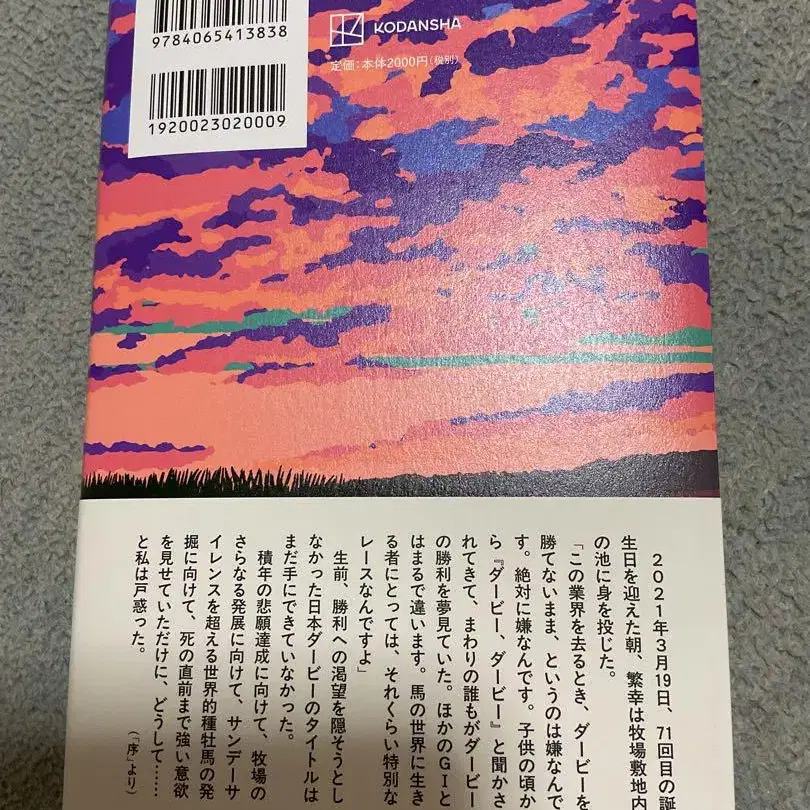 9784065413838
1920023020009
KODANSHA
定価：本体2000円（税別）
2021年3月19日、71回目の誕
生日を迎えた朝、繁幸は牧場敷地内
の池に身を投じた。
「この業界を去るとき、ダービーを
勝てないまま、というのは嫌なんで
す。絶対に嫌なんです。子供の頃か
ら『ダービー、ダービー』と聞かさ
れてきて、まわりの誰もがダービー
の勝利を夢見ていた。ほかのGIと
はまるで違います。馬の世界に生き
る者にとっては、それくらい特別な
レースなんですよ」
生前、勝利への渇望を隠そうとし
なかった日本ダービーのタイトルは
まだ手にできていなかった。
積年の悲願達成に向けて、牧場の
さらなる発展に向けて、サンデーサ
イレンスを超える世界的種牡馬の発
掘に向けて、死の直前まで強い意欲
を見せていただけに、どうして……
と私は戸惑った。
（「序」より）